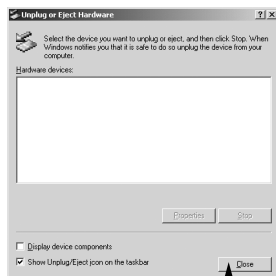 Unplug or Eject Hardware
Select the device you want to unplug or eject, and then click Stop. When
Windows notifies you that it is safe to do so unplug the device from your
computer.
Hardware devices:
Properties
Stop
Display device components
Show Unplug/Eject icon on the taskbar
Close